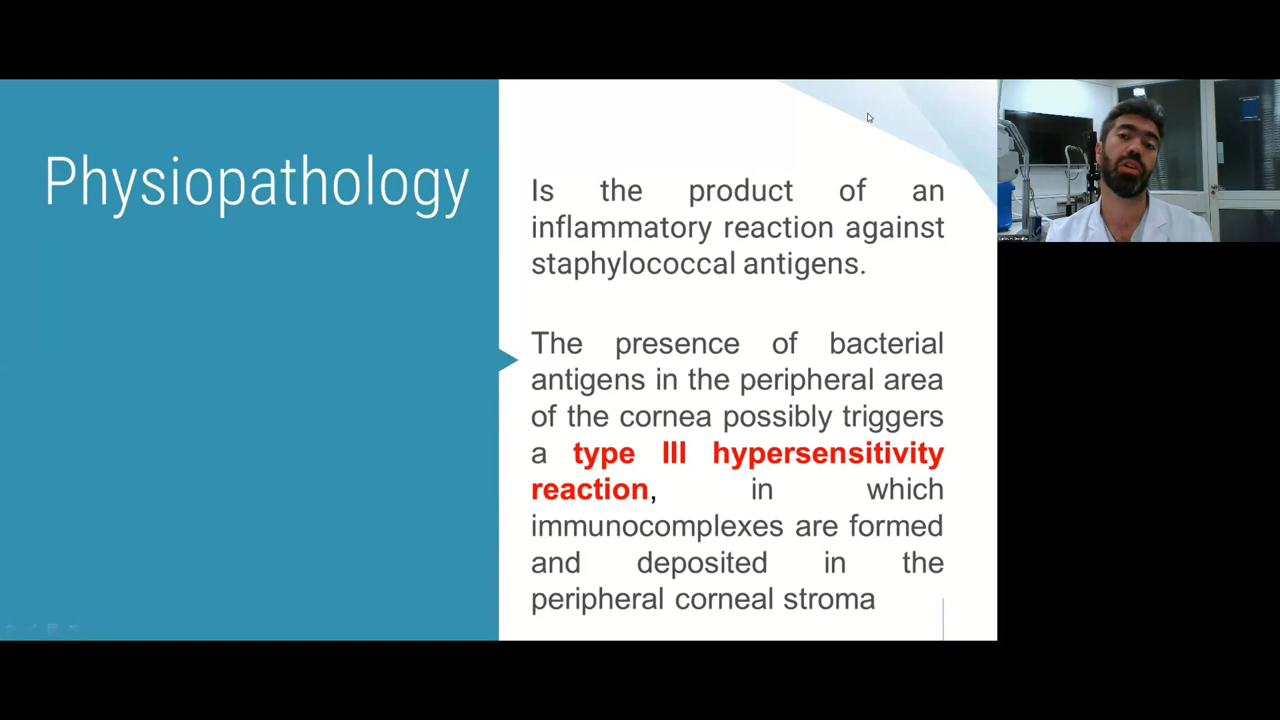 Physiopathology
Is the product of an
inflammatory reaction against
staphylococcal antigens.
The presence of bacterial
antigens in the peripheral area
of the cornea possibly triggers
a type III hypersensitivity
reaction, in which
immunocomplexes are formed
and deposited in the
peripheral corneal stroma